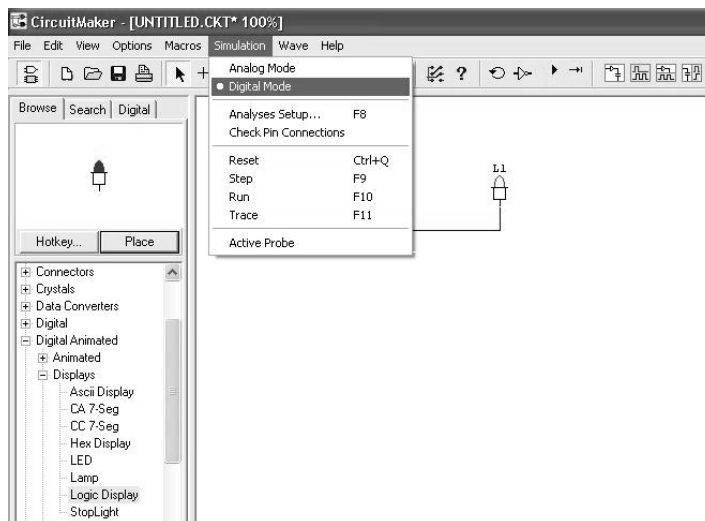 CircuitMaker - [UNTITLED.CKT* 100%]
File Edit View Options Macros Simulation Wave Help
Analog Mode
Digital Mode
Analyses Setup... F8
Check Pin Connections
Reset Ctrl+Q
Step F9
Run F10
Trace F11
Active Probe
Browse Search Digital
Hotkey... Place
Connectors
Crystals
Data Converters
Digital
Digital Animated
Animated
Displays
Ascii Display
CA 7-Seg
CC 7-Seg
Hex Display
LED
Lamp
Logic Display
StopLight
L1